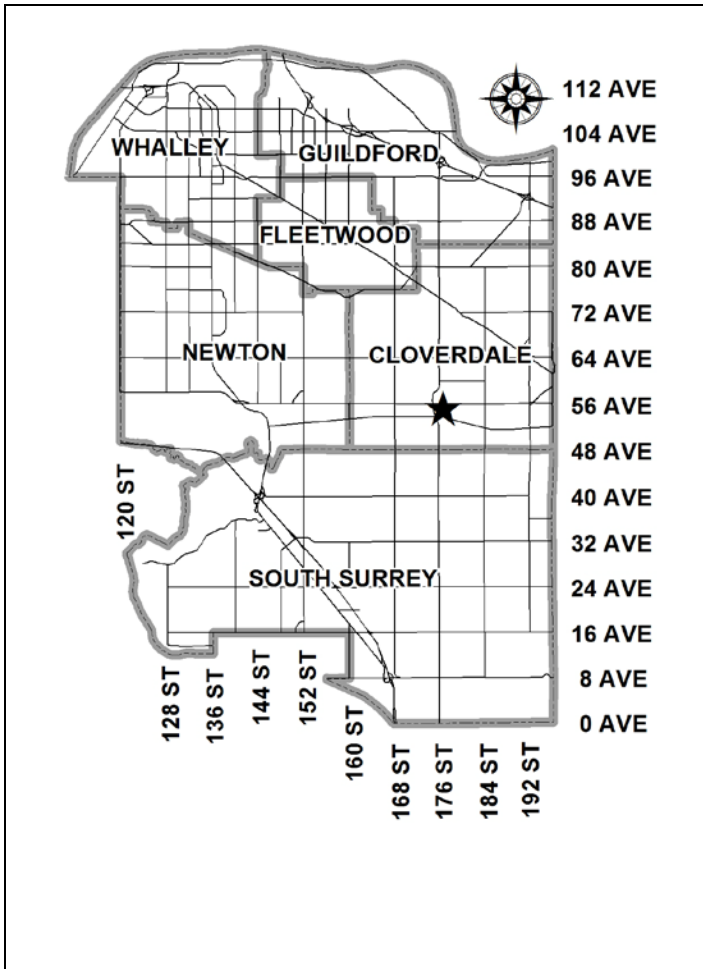 112 AVE
104 AVE
WHALLEY
GUILDFORD
96 AVE
88 AVE
FLEETWOOD
80 AVE
72 AVE
NEWTON
CLOVERDALE
64 AVE
56 AVE
48 AVE
120 ST
40 AVE
32 AVE
SOUTH SURREY
24 AVE
16 AVE
8 AVE
0 AVE
128 ST
136 ST
144 ST
152 ST
160 ST
168 ST
176 ST
184 ST
192 ST